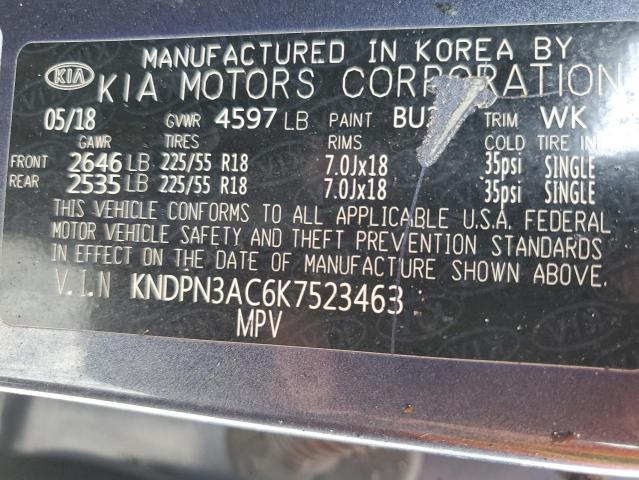 MANUFACTURED IN KOREA BY
KIA KIA MOTORS CORPORATION
05/18 GVWR 4597 LB PAINT TRIM WK
GAWR TIRES RIMS COLD TIRE IN
FRONT 2646 LB 225/55 R18 7.0Jx18 35psi SINGLE
REAR 2535 LB 225/55 R18 7.0Jx18 35psi SINGLE
THIS VEHICLE CONFORMS TO ALL APPLICABLE U.S.A. FEDERAL
MOTOR VEHICLE SAFETY AND THEFT PREVENTION STANDARDS
IN EFFECT ON THE DATE OF MANUFACTURE SHOWN ABOVE.
V.I.N KNDPN3AC6K7523463
MPV